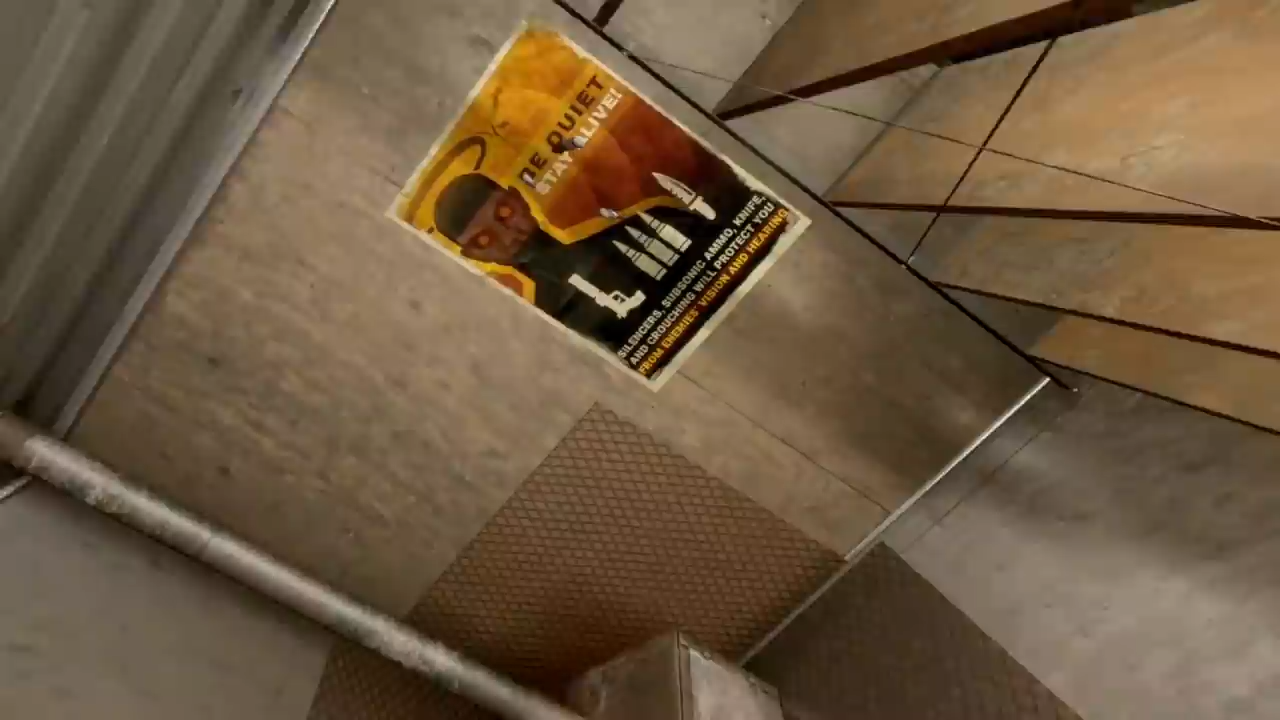 BE QUIET
STAY ALIVE!
SILENCERS, SUBSONIC AMMO, KNIFE,
AND CROUCHING WILL PROTECT YOU
FROM ENEMIES' VISION AND HEARING